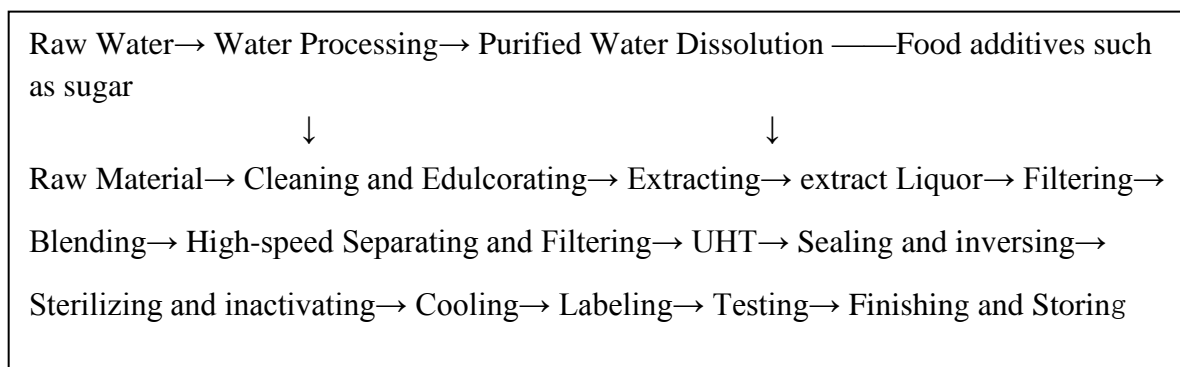 Raw Water→ Water Processing→ Purified Water Dissolution ——Food additives such
as sugar
↓ ↓
Raw Material→ Cleaning and Edulcorating→ Extracting→ extract Liquor→ Filtering→
Blending→ High-speed Separating and Filtering→ UHT→ Sealing and inversing→
Sterilizing and inactivating→ Cooling→ Labeling→ Testing→ Finishing and Storing